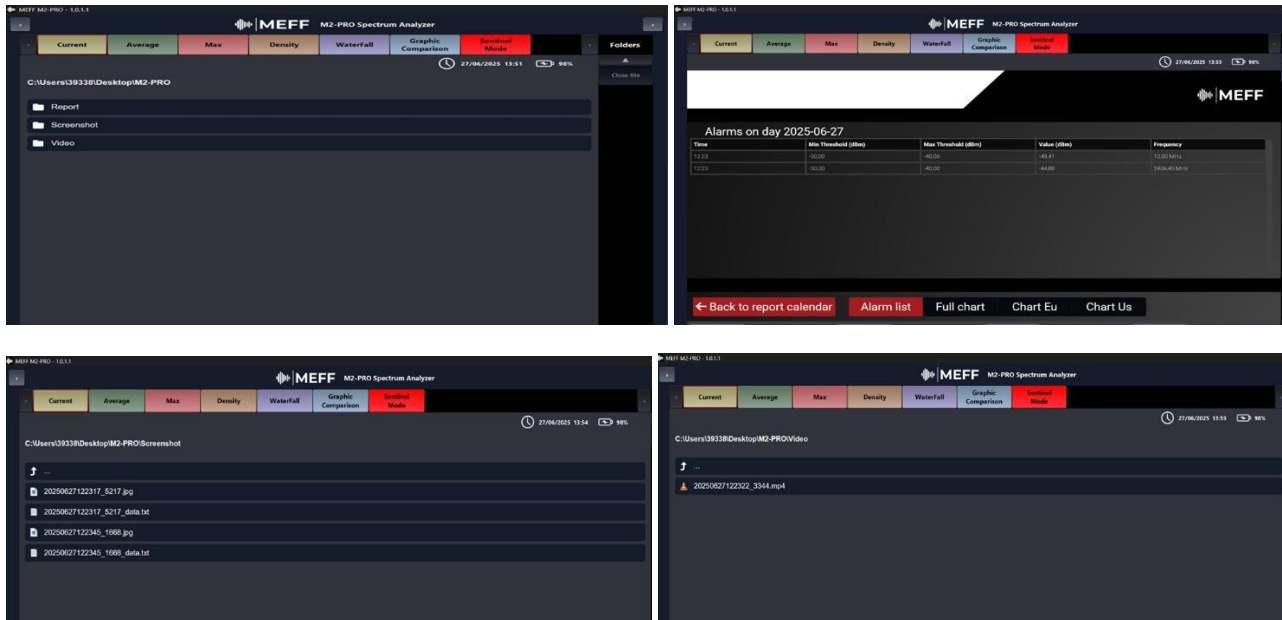 MEFF M2-PRO - 1.0.1.1
MEFF M2-PRO Spectrum Analyzer
Current Average Max Density WaterFall Graphic Comparison Sentinel Mode Folders
27/06/2025 13:51 98%
Close file
C:\Users\39338\Desktop\M2-PRO
Report
Screenshot
Video
MEFF M2-PRO - 1.0.1.1
MEFF M2-PRO Spectrum Analyzer
Current Average Max Density WaterFall Graphic Comparison Sentinel Mode
27/06/2025 13:53 98%
MEFF
Alarms on day 2025-06-27
Time Min Threshold (dBm) Max Threshold (dBm) Value (dBm) Frequency
12:23 -50,00 -40,00 -49,41 12,80 MHz
12:23 -50,00 -40,00 -44,86 2406,45 MHz
← Back to report calendar Alarm list Full chart Chart Eu Chart Us
MEFF M2-PRO - 1.0.1.1
MEFF M2-PRO Spectrum Analyzer
Current Average Max Density WaterFall Graphic Comparison Sentinel Mode
27/06/2025 13:54 98%
C:\Users\39338\Desktop\M2-PRO\Screenshot
...
20250627122317_5217.jpg
20250627122317_5217_data.txt
20250627122345_1668.jpg
20250627122345_1668_data.txt
MEFF M2-PRO - 1.0.1.1
MEFF M2-PRO Spectrum Analyzer
Current Average Max Density WaterFall Graphic Comparison Sentinel Mode
27/06/2025 13:55 98%
C:\Users\39338\Desktop\M2-PRO\Video
...
20250627122322_3344.mp4